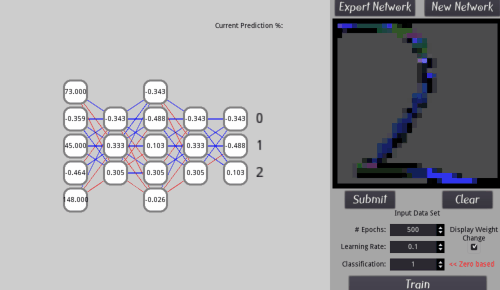 Export Network New Network
Current Prediction %:
73.000 -0.343
-0.359 -0.343 -0.488 -0.343 -0.343 0
45.000 0.333 0.103 0.333 -0.488 1
-0.464 0.305 0.305 0.305 0.103 2
148.000 -0.026
Submit Clear
Input Data Set
# Epochs: 500 Display Weight Change
Learning Rate: 0.1
Classification: 1 << Zero based
Train